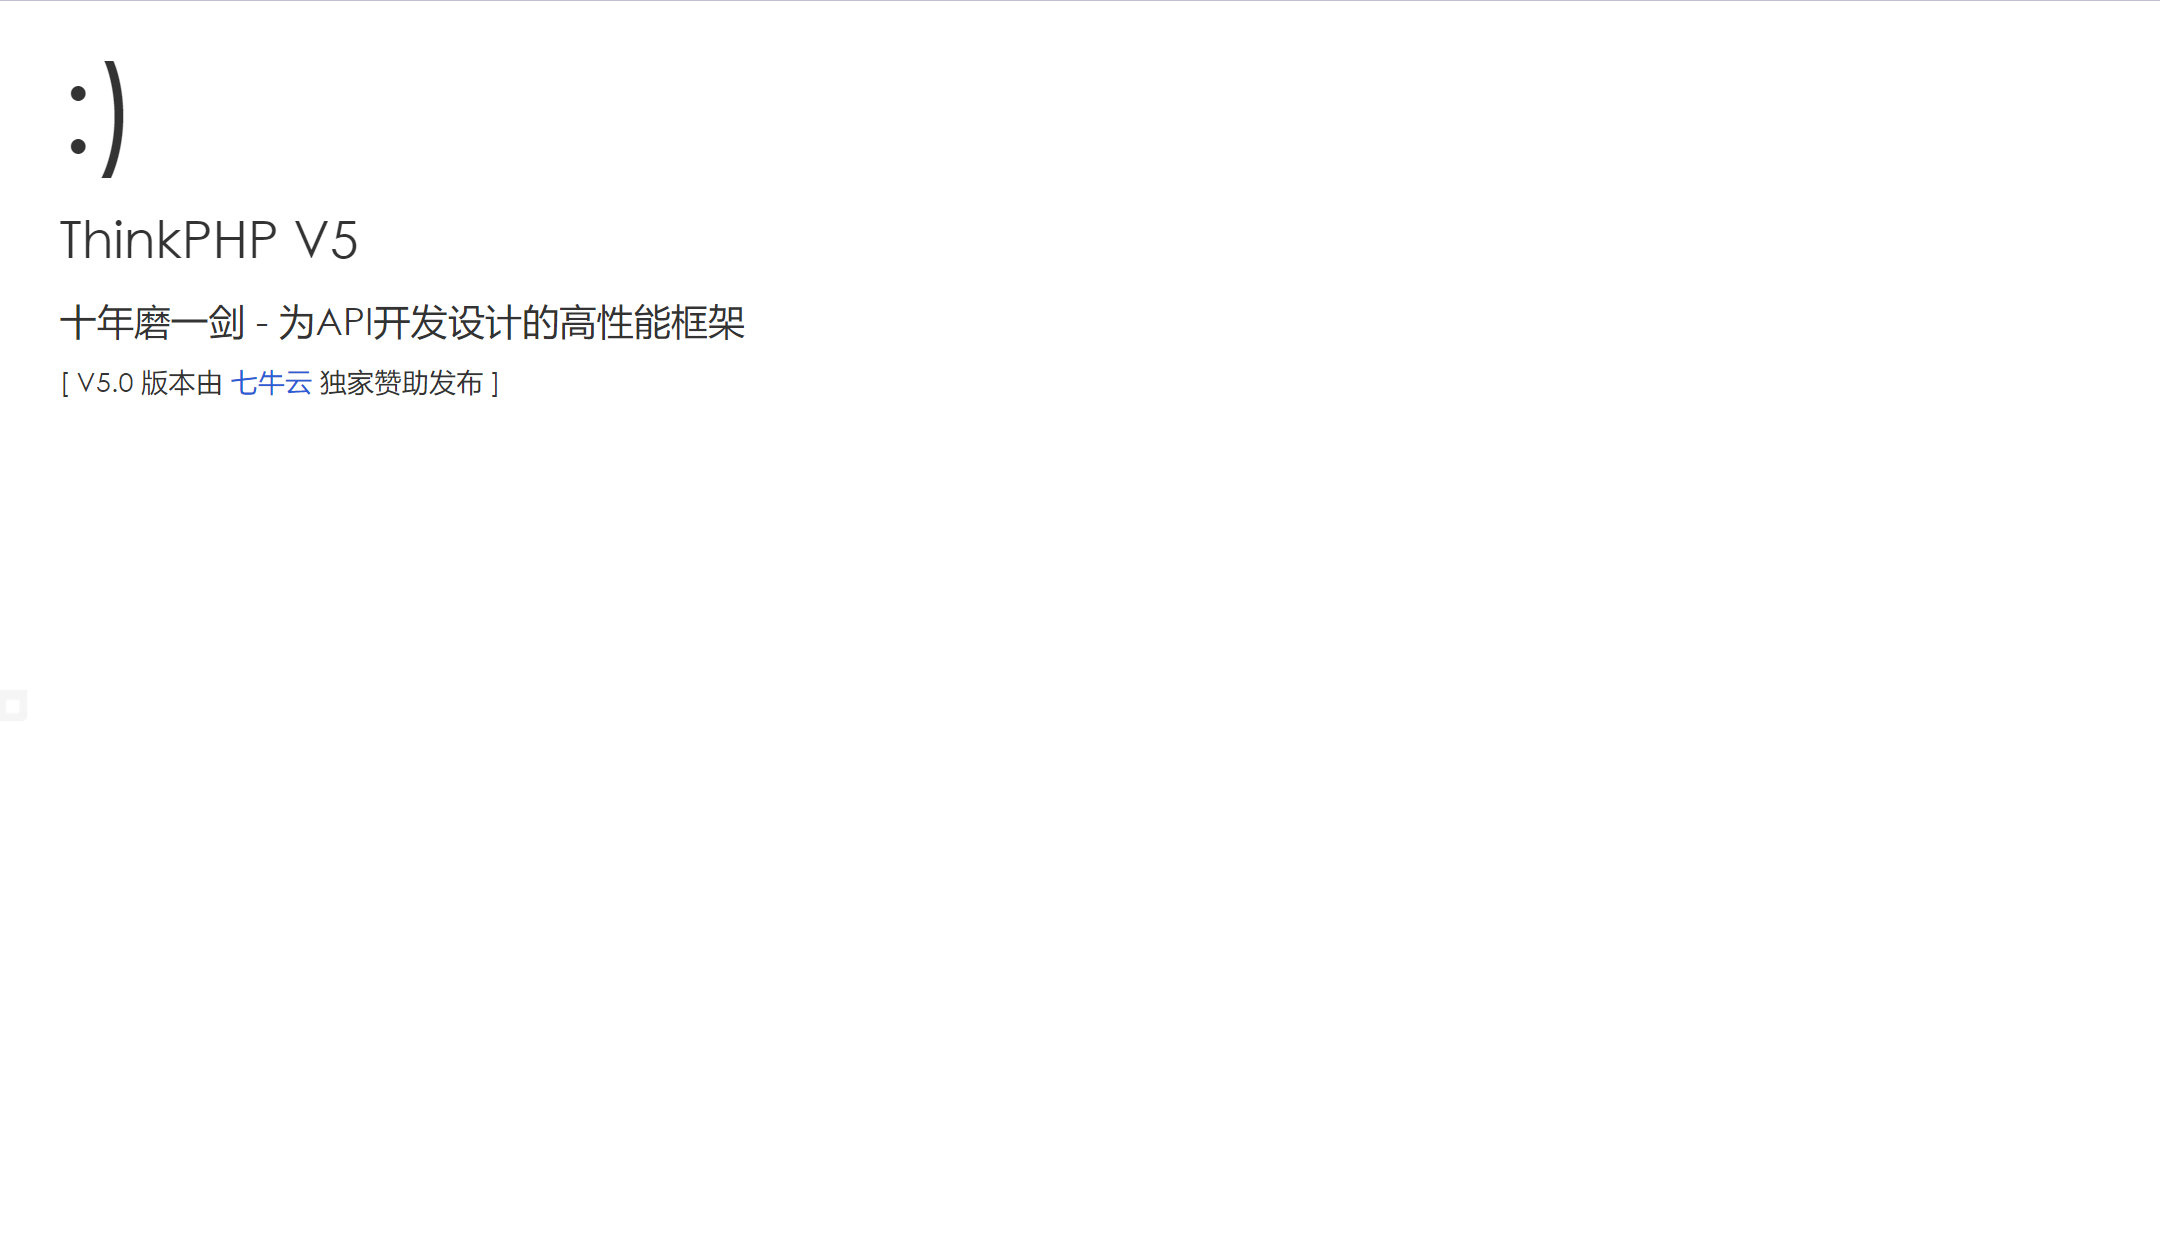 :)
ThinkPHP V5
十年磨一剑 - 为API开发设计的高性能框架
[ V5.0 版本由 七牛云 独家赞助发布 ]